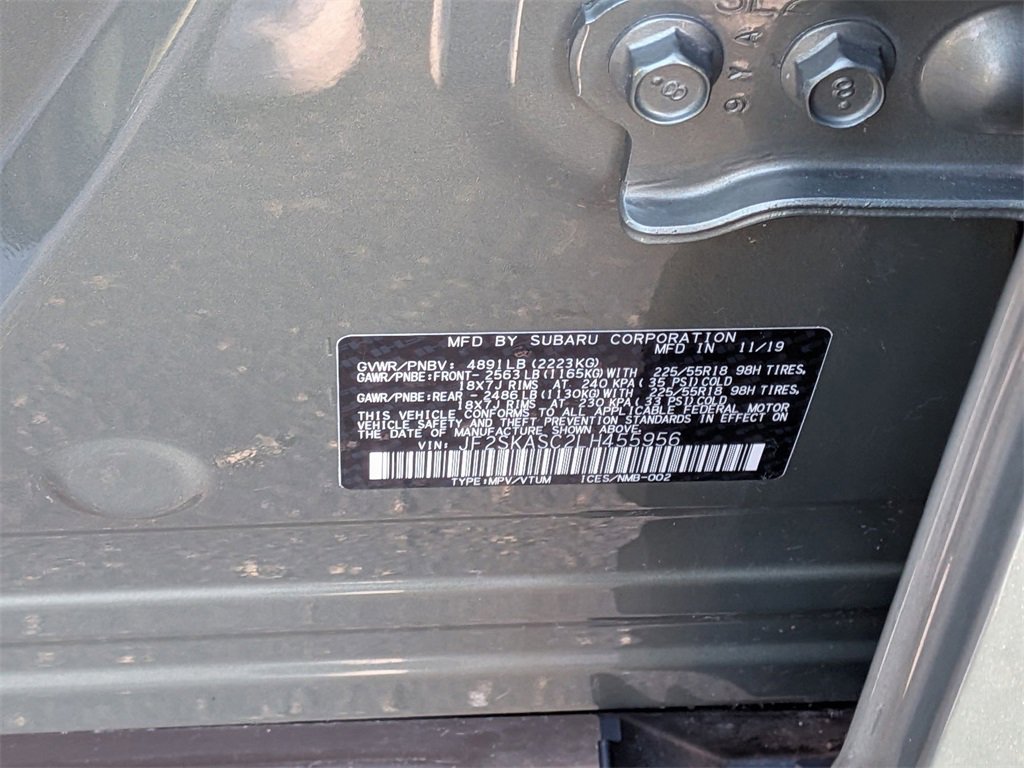 9YA
8.
.8.
MFD BY SUBARU CORPORATION
MFD IN 11/19
GVWR/PNBV: 4891LB(2223KG)
GAWR/PNBE:FRONT- 2563LB(1165KG)WITH 225/55R18 98H TIRES,
18X7J RIMS AT 240 KPA(35 PSI)COLD
GAWR/PNBE:REAR - 2486LB(1130KG)WITH 225/55R18 98H TIRES,
18X7J RIMS AT 230 KPA(33 PSI)COLD
THIS VEHICLE CONFORMS TO ALL APPLICABLE FEDERAL MOTOR
VEHICLE SAFETY AND THEFT PREVENTION STANDARDS IN EFFECT ON
THE DATE OF MANUFACTURE SHOWN ABOVE.
VIN: JF2SKASC2LH455956
TYPE:MPV/VTUM ICES/NMB-002